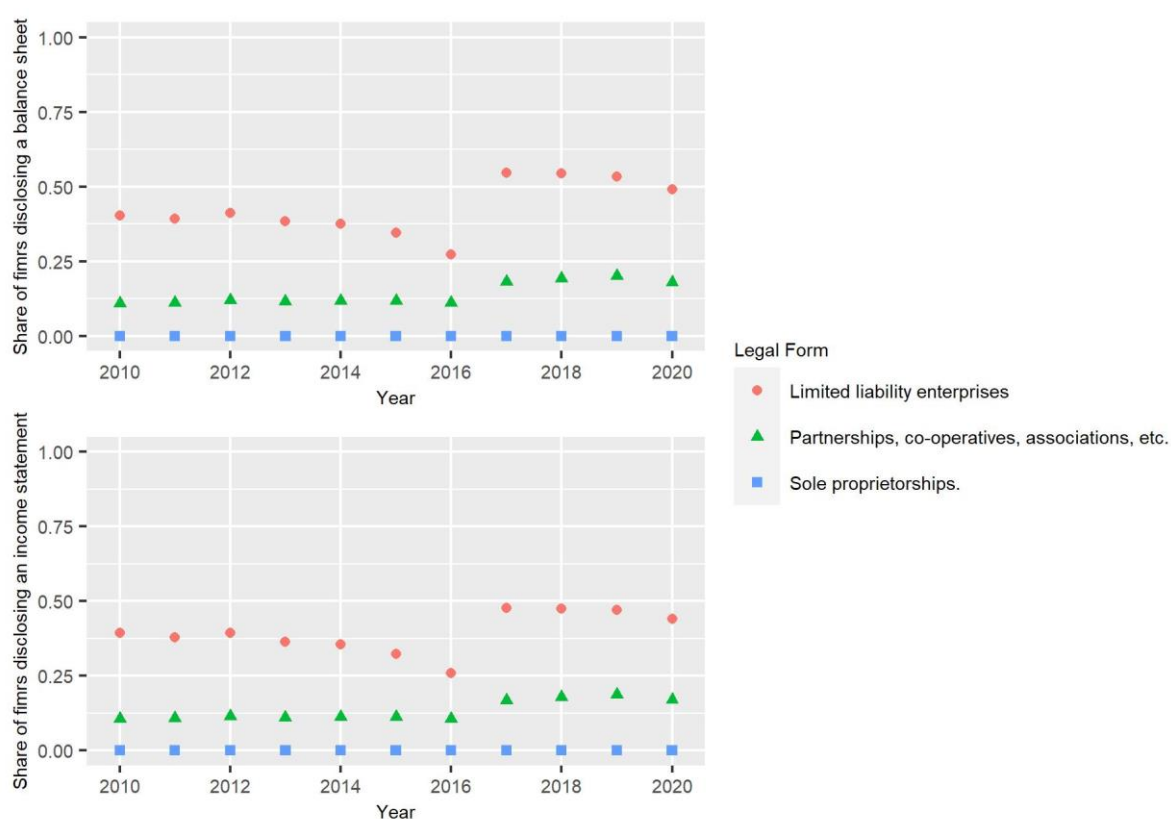 Share of fimrs disclosing a balance sheet
1.00
0.75
0.50
0.25
0.00
2010 2012 2014 2016 2018 2020
Year
Share of fimrs disclosing an income statement
1.00
0.75
0.50
0.25
0.00
2010 2012 2014 2016 2018 2020
Year
Legal Form
Limited liability enterprises
Partnerships, co-operatives, associations, etc.
Sole proprietorships.